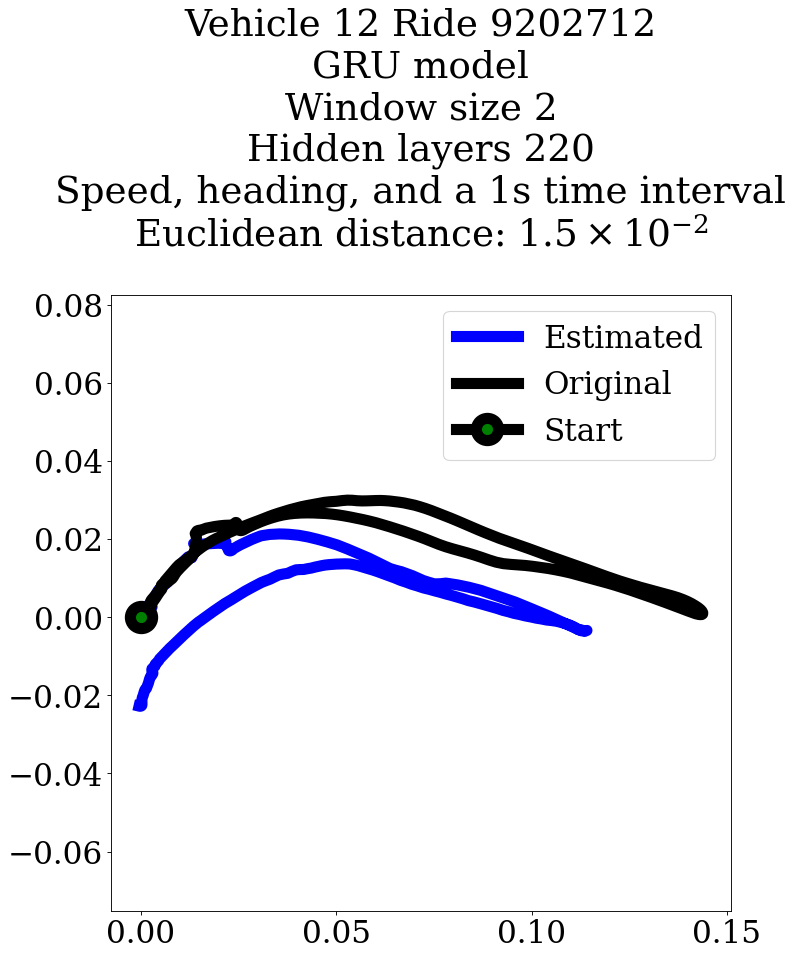 Vehicle 12 Ride 9202712
GRU model
Window size 2
Hidden layers 220
Speed, heading, and a 1s time interval
Euclidean distance: 1.5 × 10⁻²
0.08
0.06
0.04
0.02
0.00
−0.02
−0.04
−0.06
Estimated
Original
Start
0.00 0.05 0.10 0.15